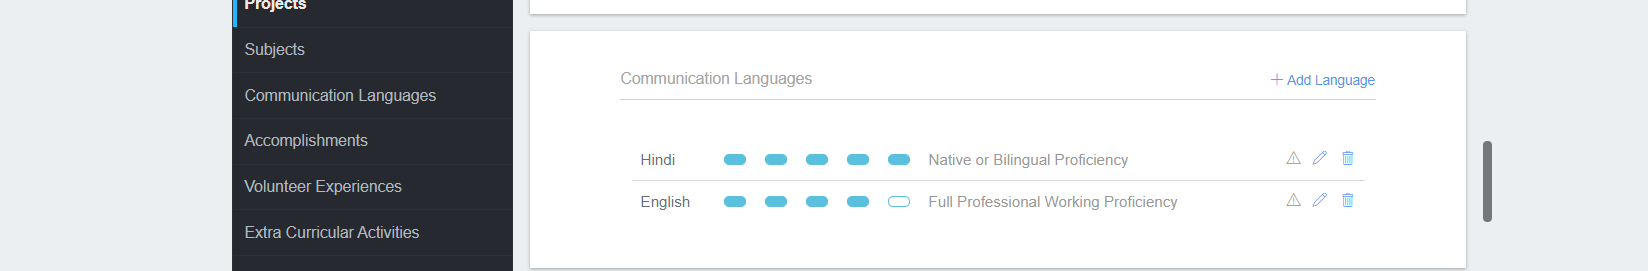 Projects
Subjects
Communication Languages
Accomplishments
Volunteer Experiences
Extra Curricular Activities
Communication Languages
Add Language
Hindi Native or Bilingual Proficiency
English Full Professional Working Proficiency